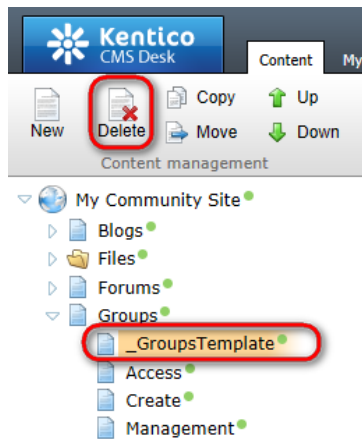 Kentico
CMS Desk
Content My
New Delete Copy Up
Move Down
Content management
My Community Site
Blogs
Files
Forums
Groups
_GroupsTemplate
Access
Create
Management